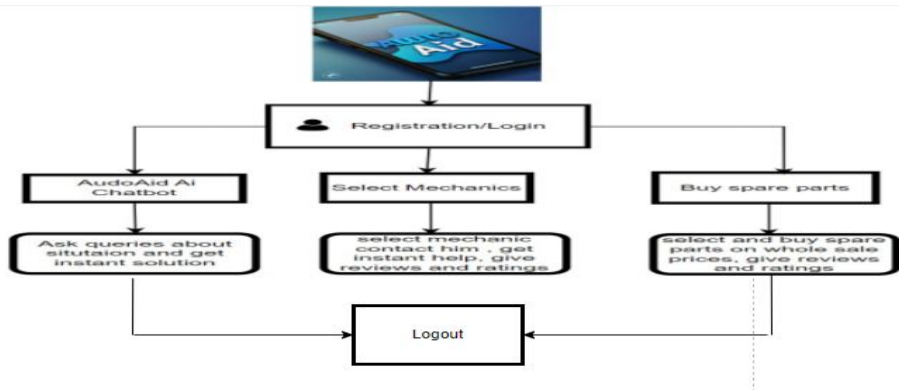 Auto
Aid
Registration/Login
AudoAid Ai
Chatbot
Select Mechanics
Buy spare parts
Ask queries about
situtaion and get
instant solution
select mechanic
contact him , get
instant help, give
reviews and ratings
select and buy spare
parts on whole sale
prices, give reviews
and ratings
Logout